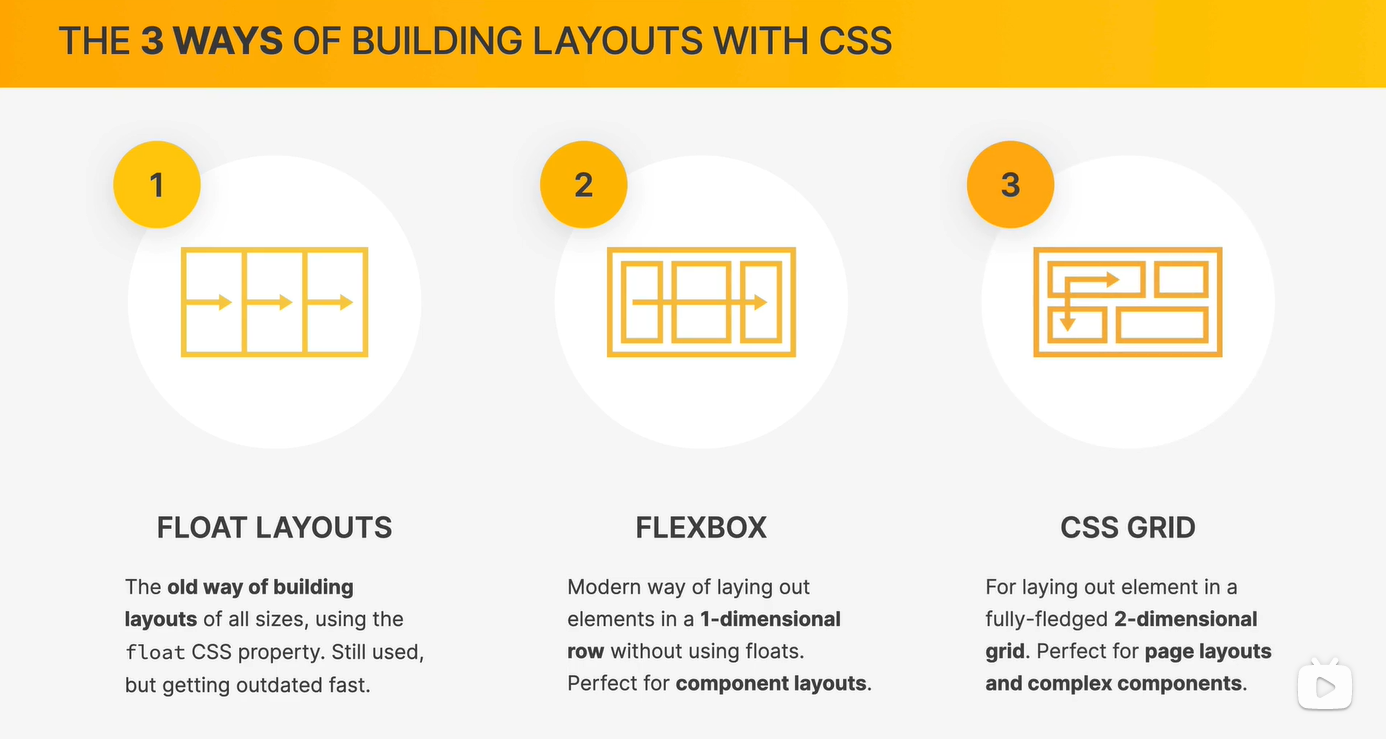 THE 3 WAYS OF BUILDING LAYOUTS WITH CSS
1
2
3
FLOAT LAYOUTS
The old way of building
layouts of all sizes, using the
float CSS property. Still used,
but getting outdated fast.
FLEXBOX
Modern way of laying out
elements in a 1-dimensional
row without using floats.
Perfect for component layouts.
CSS GRID
For laying out element in a
fully-fledged 2-dimensional
grid. Perfect for page layouts
and complex components.